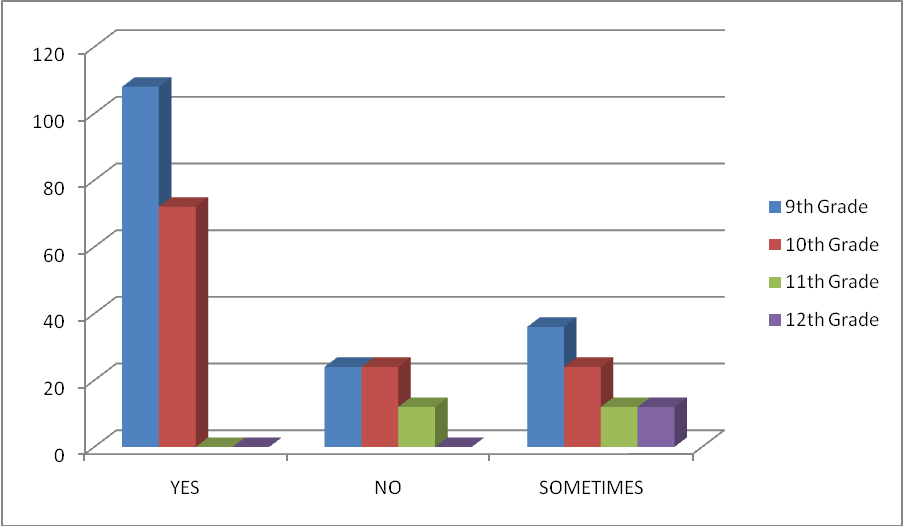 120
100
80
60
40
20
0
YES NO SOMETIMES
9th Grade
10th Grade
11th Grade
12th Grade